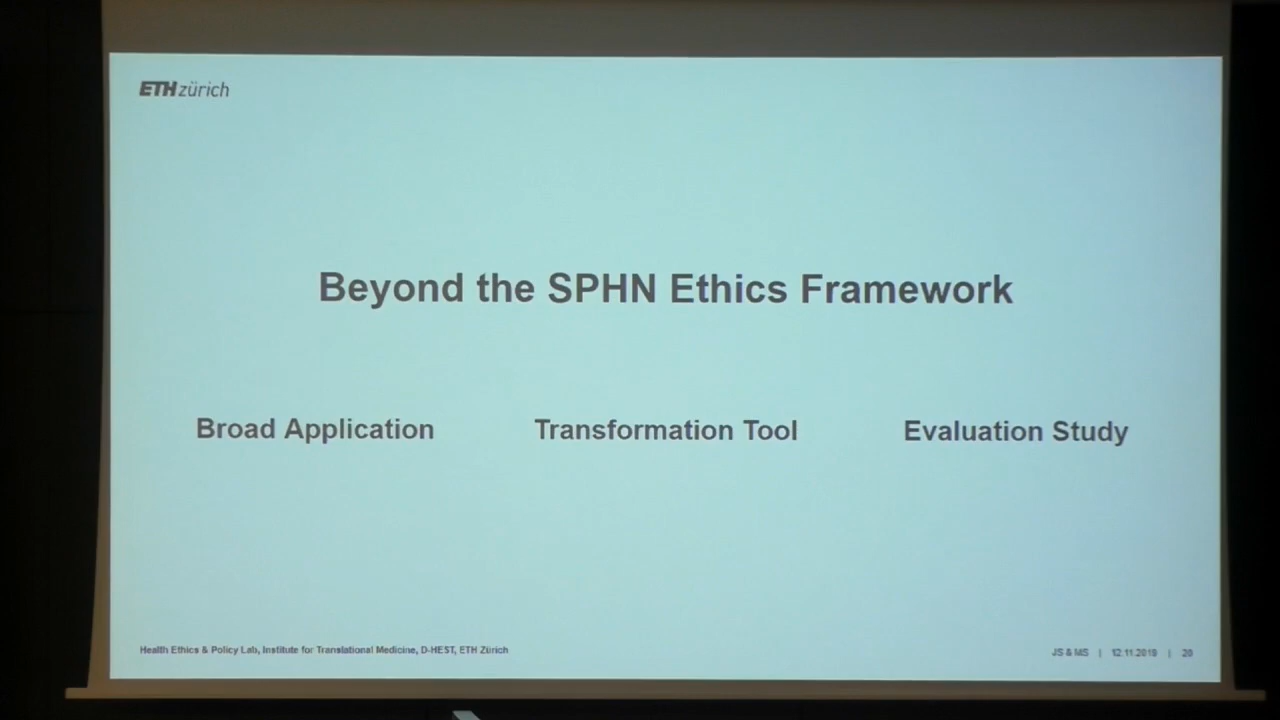 ETH zürich
Beyond the SPHN Ethics Framework
Broad Application Transformation Tool Evaluation Study
Health Ethics & Policy Lab, Institute for Translational Medicine, D-HEST, ETH Zürich
JS & MS | 12.11.2019 | 20